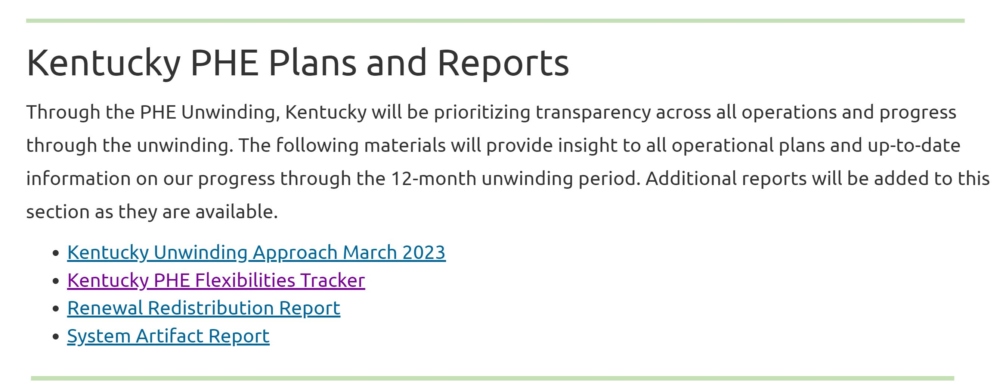 Kentucky PHE Plans and Reports
Through the PHE Unwinding, Kentucky will be prioritizing transparency across all operations and progress
through the unwinding. The following materials will provide insight to all operational plans and up-to-date
information on our progress through the 12-month unwinding period. Additional reports will be added to this
section as they are available.
• Kentucky Unwinding Approach March 2023
• Kentucky PHE Flexibilities Tracker
• Renewal Redistribution Report
• System Artifact Report